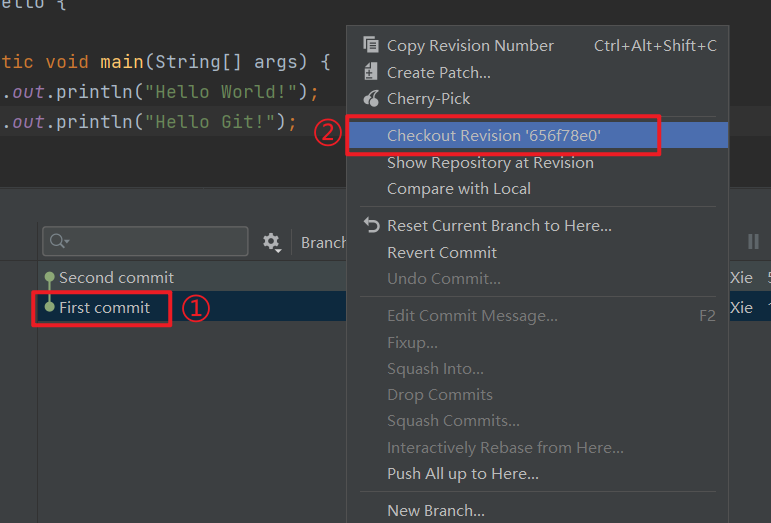 ello {
tic void main(String[] args) {
.out.println("Hello World!");
.out.println("Hello Git!");
Copy Revision Number Ctrl+Alt+Shift+C
Create Patch...
Cherry-Pick
② Checkout Revision '656f78e0'
Show Repository at Revision
Compare with Local
Reset Current Branch to Here...
Revert Commit
Undo Commit...
Edit Commit Message... F2
Fixup...
Squash Into...
Drop Commits
Squash Commits...
Interactively Rebase from Here...
Push All up to Here...
New Branch...
Branch
Second commit Xie
First commit ① Xie